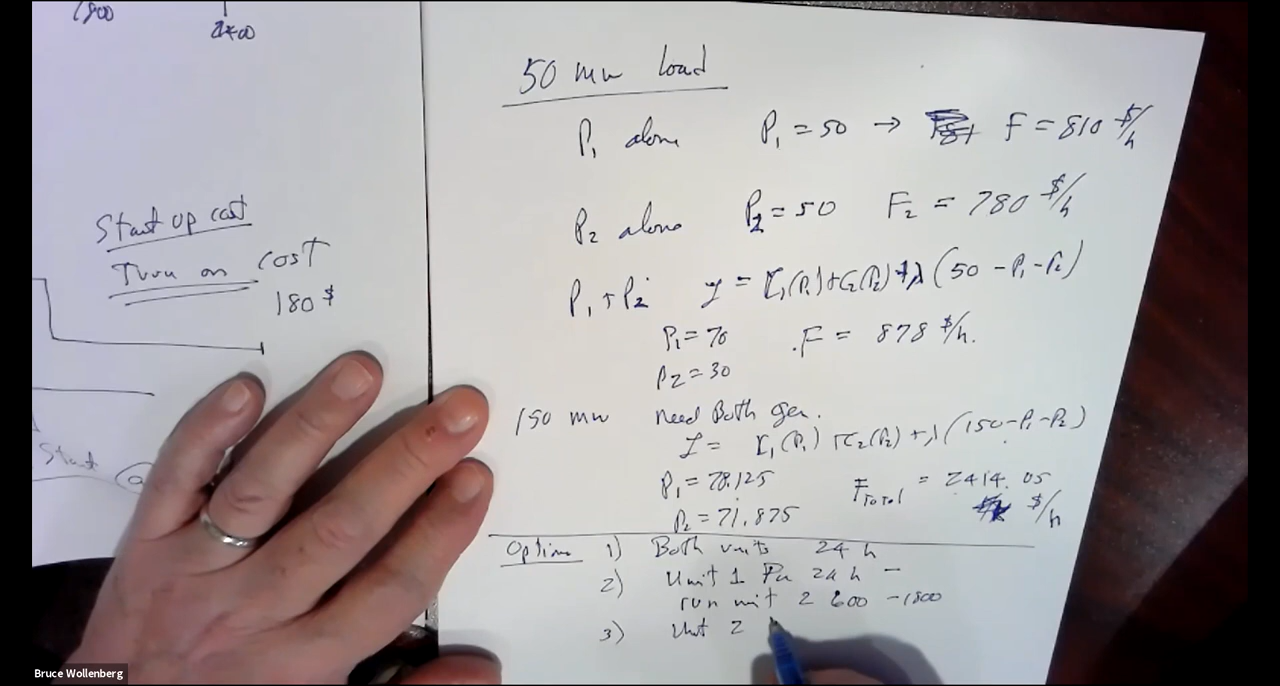 1800
2400
Start up cost
Turn on cost
180 $
Start
50 mw load
P1 alone P1 = 50 → F = 810 $/h
P2 alone P2 = 50 F2 = 780 $/h
P1 + P2 ℒ = F1(P1) + F2(P2) + λ (50 - P1 - P2)
P1 = 70 F = 878 $/h.
P2 = 30
150 mw need Both gen.
ℒ = F1(P1) + F2(P2) + λ (150 - P1 - P2)
P1 = 78.125 FTotal = 2414.05 $/h
P2 = 71.875
Option 1) Both units 24 h
2) Unit 1 24 h -
run unit 2 600 - 1800
3) Unit 2
Bruce Wollenberg